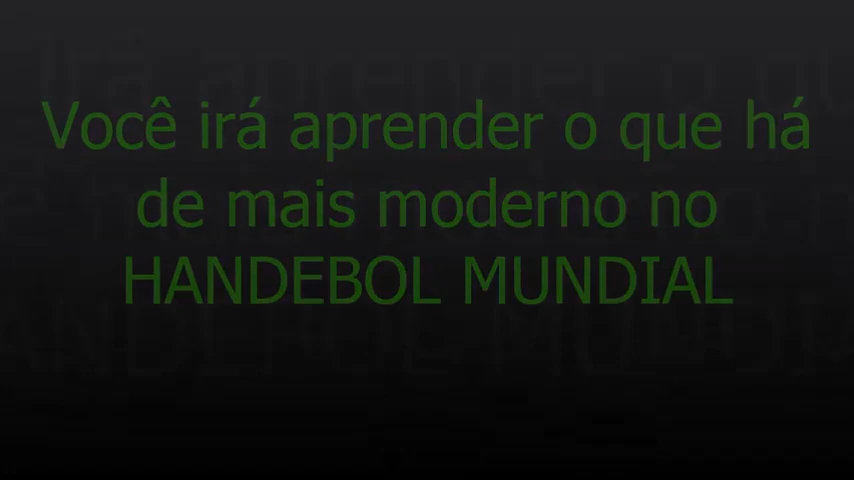 Você irá aprender o que há
de mais moderno no
HANDEBOL MUNDIAL